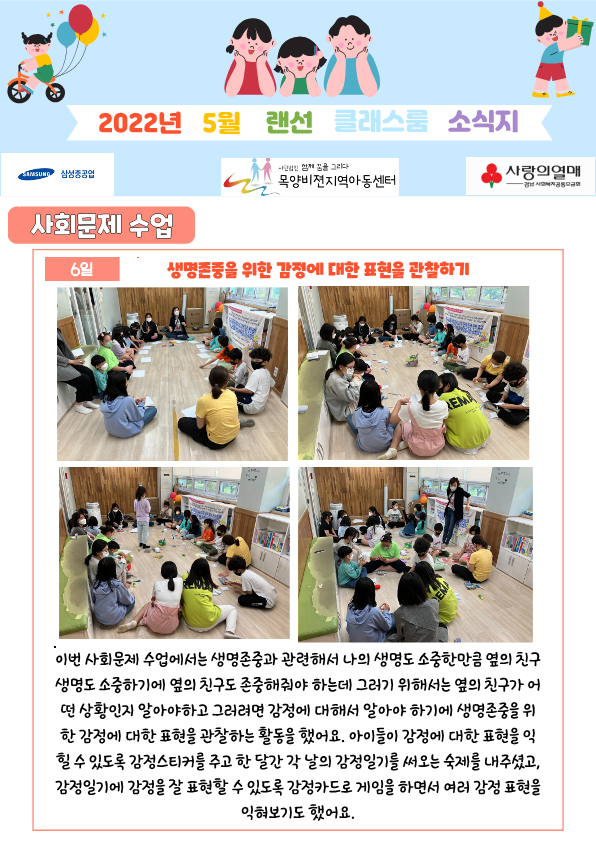 2022년 5월 랜선 클래스룸 소식지
SAMSUNG 삼성중공업
사단법인 함께 꿈을 그리다
목양비전지역아동센터
사랑의열매
경남 사회복지공동모금회
사회문제 수업
6일
생명존중을 위한 감정에 대한 표현을 관찰하기
이번 사회문제 수업에서는 생명존중과 관련해서 나의 생명도 소중한만큼 옆의 친구
생명도 소중하기에 옆의 친구도 존중해줘야 하는데 그러기 위해서는 옆의 친구가 어
떤 상황인지 알아야하고 그러려면 감정에 대해서 알아야 하기에 생명존중을 위
한 감정에 대한 표현을 관찰하는 활동을 했어요. 아이들이 감정에 대한 표현을 익
힐 수 있도록 감정스티커를 주고 한 달간 각 날의 감정일기를 써오는 숙제를 내주셨고,
감정일기에 감정을 잘 표현할 수 있도록 감정카드로 게임을 하면서 여러 감정 표현을
익혀보기도 했어요.